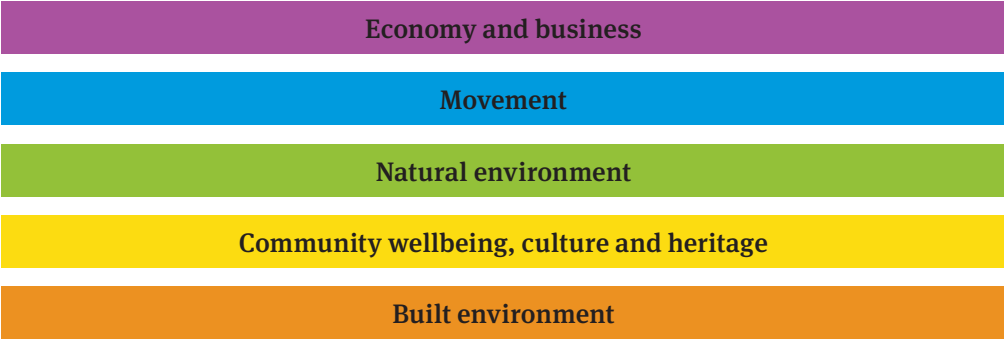 Economy and business
Movement
Natural environment
Community wellbeing, culture and heritage
Built environment